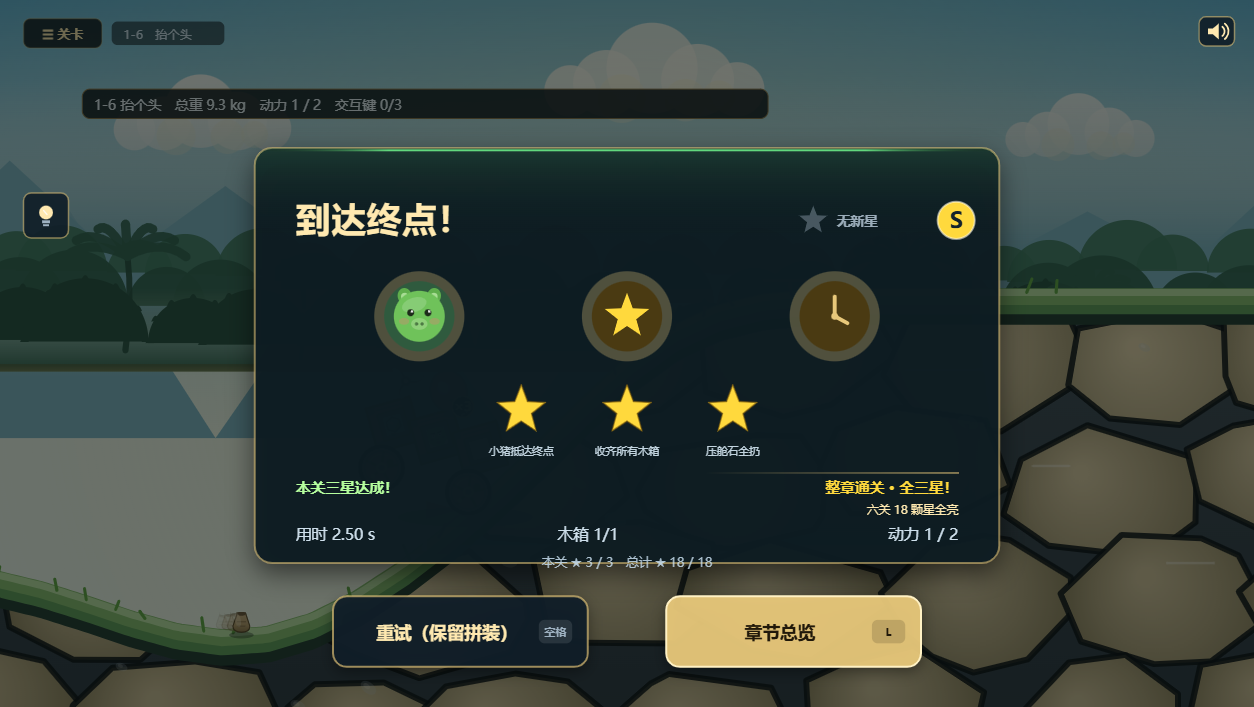 ☰ 关卡
1-6 抬个头
1-6 抬个头 总重 9.3 kg 动力 1 / 2 交互键 0/3
到达终点!
无新星
S
小猪抵达终点 收齐所有木箱 压舱石全扔
本关三星达成!
整章通关 • 全三星!
六关 18 颗星全亮
用时 2.50 s 木箱 1/1 动力 1 / 2
本关 ★ 3 / 3 总计 ★ 18 / 18
重试（保留拼装） 空格
章节总览 L